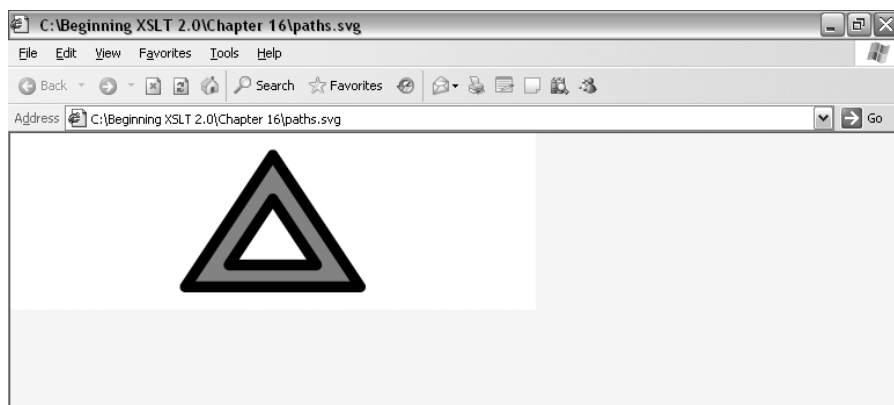 C:\Beginning XSLT 2.0\Chapter 16\paths.svg
File Edit View Favorites Tools Help
Back Search Favorites
Address C:\Beginning XSLT 2.0\Chapter 16\paths.svg Go